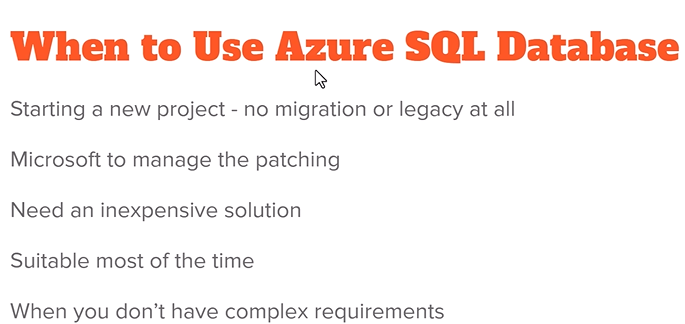 When to Use Azure SQL Database
Starting a new project - no migration or legacy at all
Microsoft to manage the patching
Need an inexpensive solution
Suitable most of the time
When you don’t have complex requirements